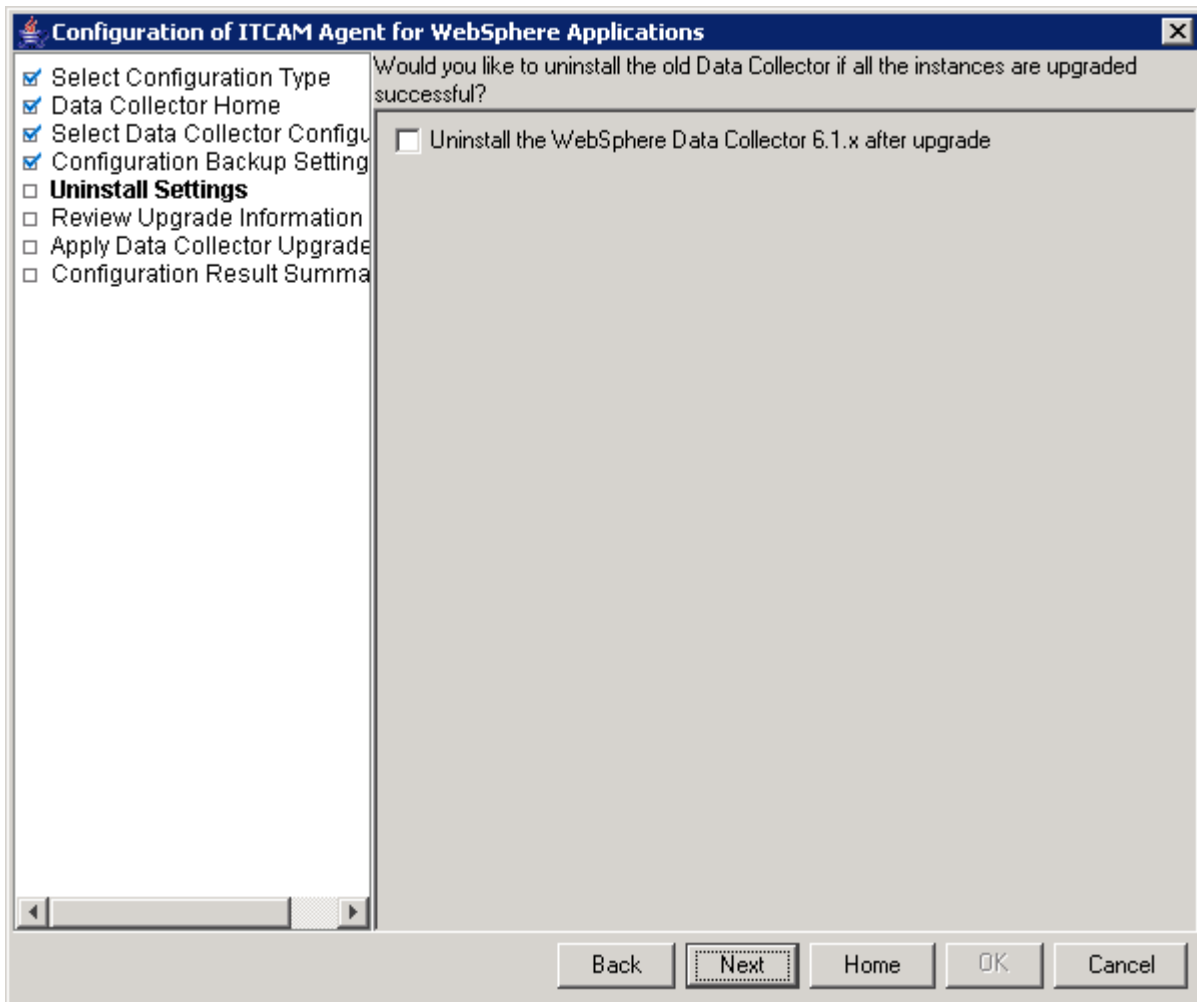 Configuration of ITCAM Agent for WebSphere Applications
Select Configuration Type
Data Collector Home
Select Data Collector Configu
Configuration Backup Setting
Uninstall Settings
Review Upgrade Information
Apply Data Collector Upgrade
Configuration Result Summa
Would you like to uninstall the old Data Collector if all the instances are upgraded
successful?
Uninstall the WebSphere Data Collector 6.1.x after upgrade
Back
Next
Home
OK
Cancel